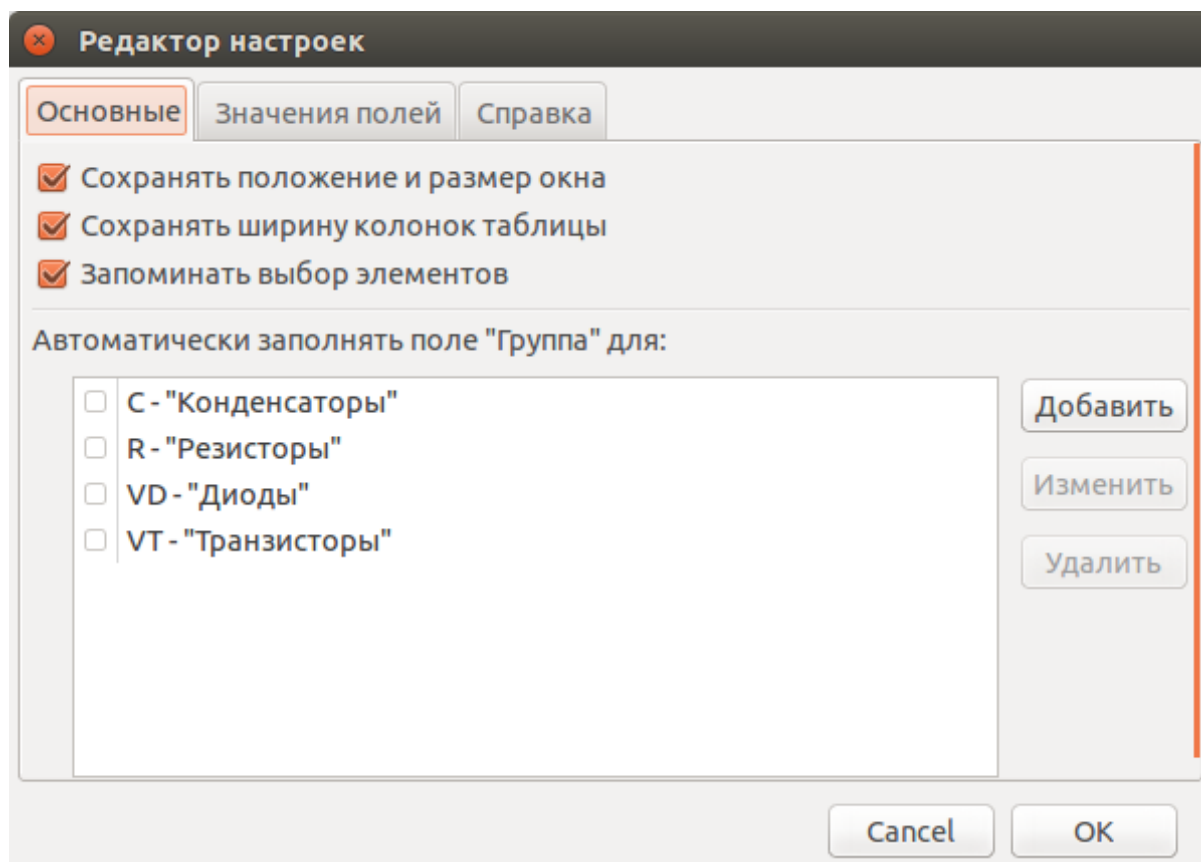 Редактор настроек
Основные Значения полей Справка
Сохранять положение и размер окна
Сохранять ширину колонок таблицы
Запоминать выбор элементов
Автоматически заполнять поле "Группа" для:
C - "Конденсаторы"
R - "Резисторы"
VD - "Диоды"
VT - "Транзисторы"
Добавить
Изменить
Удалить
Cancel OK